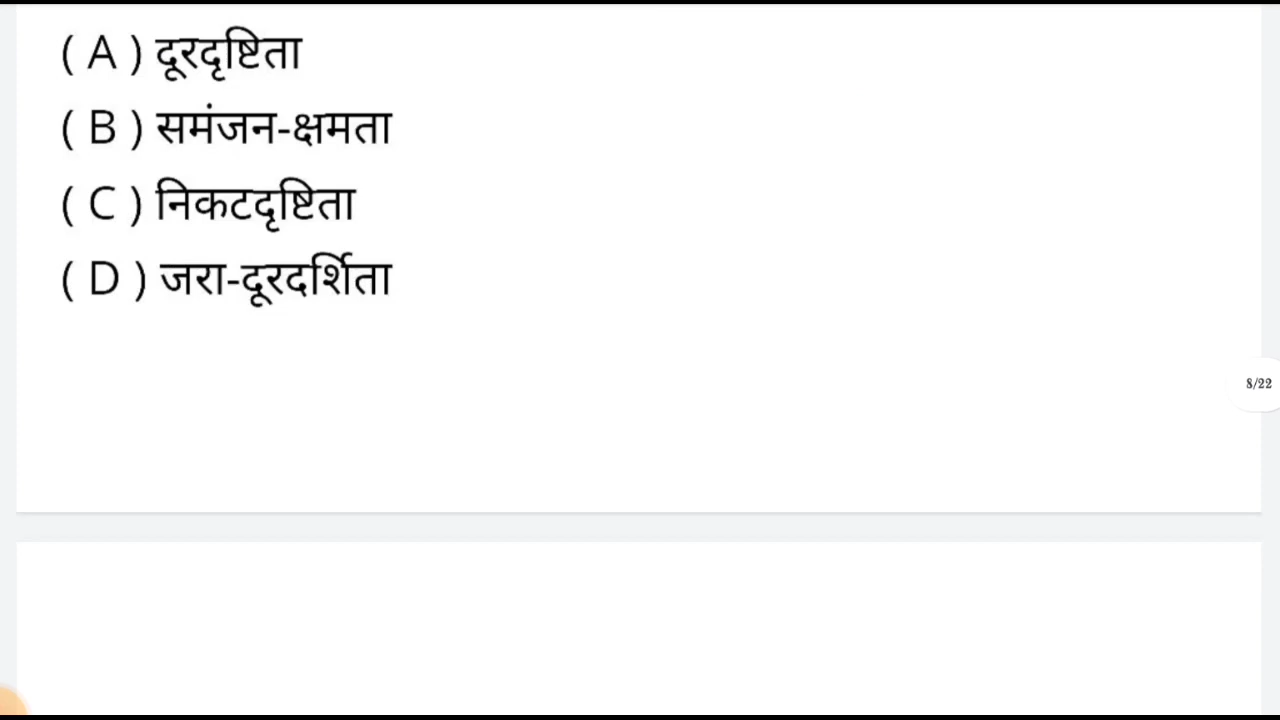 ( A ) दूरदृष्टिता
( B ) समंजन-क्षमता
( C ) निकटदृष्टिता
( D ) जरा-दूरदर्शिता
8/22